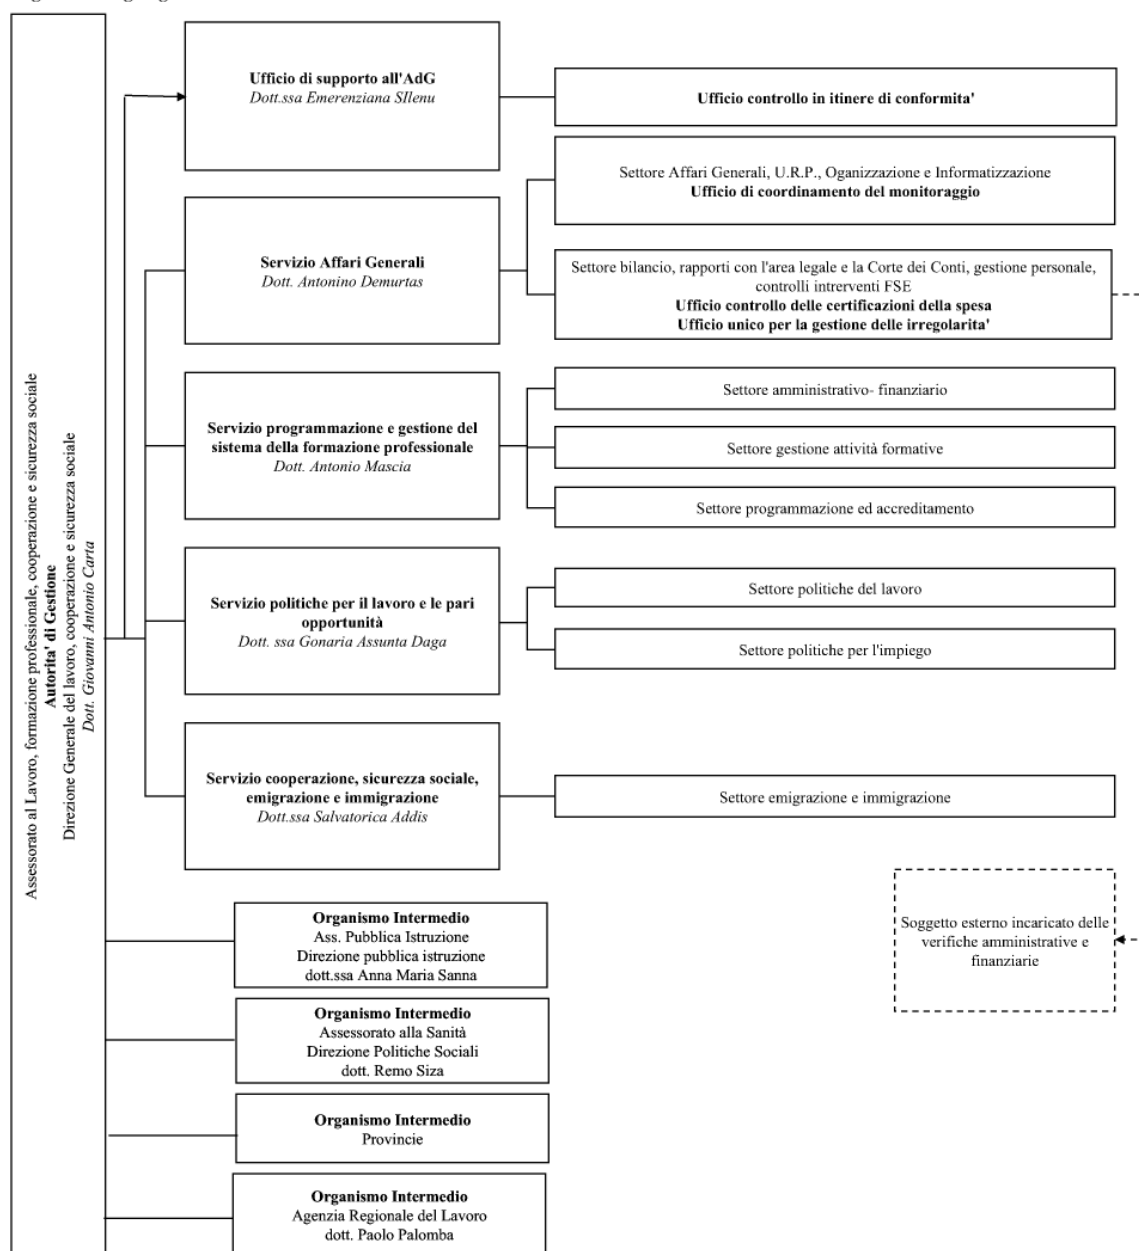 Assessorato al Lavoro, formazione professionale, cooperazione e sicurezza sociale
Autorita' di Gestione
Direzione Generale del lavoro, cooperazione e sicurezza sociale
Dott. Giovanni Antonio Carta
Ufficio di supporto all'AdG
Dott.ssa Emerenziana SIlenu
Ufficio controllo in itinere di conformita'
Servizio Affari Generali
Dott. Antonino Demurtas
Settore Affari Generali, U.R.P., Oganizzazione e Informatizzazione
Ufficio di coordinamento del monitoraggio
Settore bilancio, rapporti con l'area legale e la Corte dei Conti, gestione personale,
controlli intrerventi FSE
Ufficio controllo delle certificazioni della spesa
Ufficio unico per la gestione delle irregolarita'
Servizio programmazione e gestione del
sistema della formazione professionale
Dott. Antonio Mascia
Settore amministrativo- finanziario
Settore gestione attività formative
Settore programmazione ed accreditamento
Servizio politiche per il lavoro e le pari
opportunità
Dott. ssa Gonaria Assunta Daga
Settore politiche del lavoro
Settore politiche per l'impiego
Servizio cooperazione, sicurezza sociale,
emigrazione e immigrazione
Dott.ssa Salvatorica Addis
Settore emigrazione e immigrazione
Soggetto esterno incaricato delle
verifiche amministrative e
finanziarie
Organismo Intermedio
Ass. Pubblica Istruzione
Direzione pubblica istruzione
dott.ssa Anna Maria Sanna
Organismo Intermedio
Assessorato alla Sanità
Direzione Politiche Sociali
dott. Remo Siza
Organismo Intermedio
Provincie
Organismo Intermedio
Agenzia Regionale del Lavoro
dott. Paolo Palomba